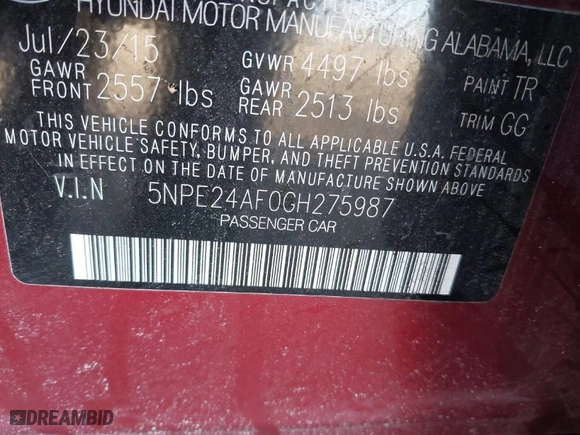 HYUNDAI MOTOR MANUFACTURING ALABAMA, LLC
Jul/23/15 GVWR 4497 lbs PAINT TR
GAWR FRONT 2557 lbs GAWR REAR 2513 lbs TRIM GG
THIS VEHICLE CONFORMS TO ALL APPLICABLE U.S.A. FEDERAL
MOTOR VEHICLE SAFETY, BUMPER, AND THEFT PREVENTION STANDARDS
IN EFFECT ON THE DATE OF MANUFACTURE SHOWN ABOVE.
V.I.N 5NPE24AF0GH275987
PASSENGER CAR
DREAMBID